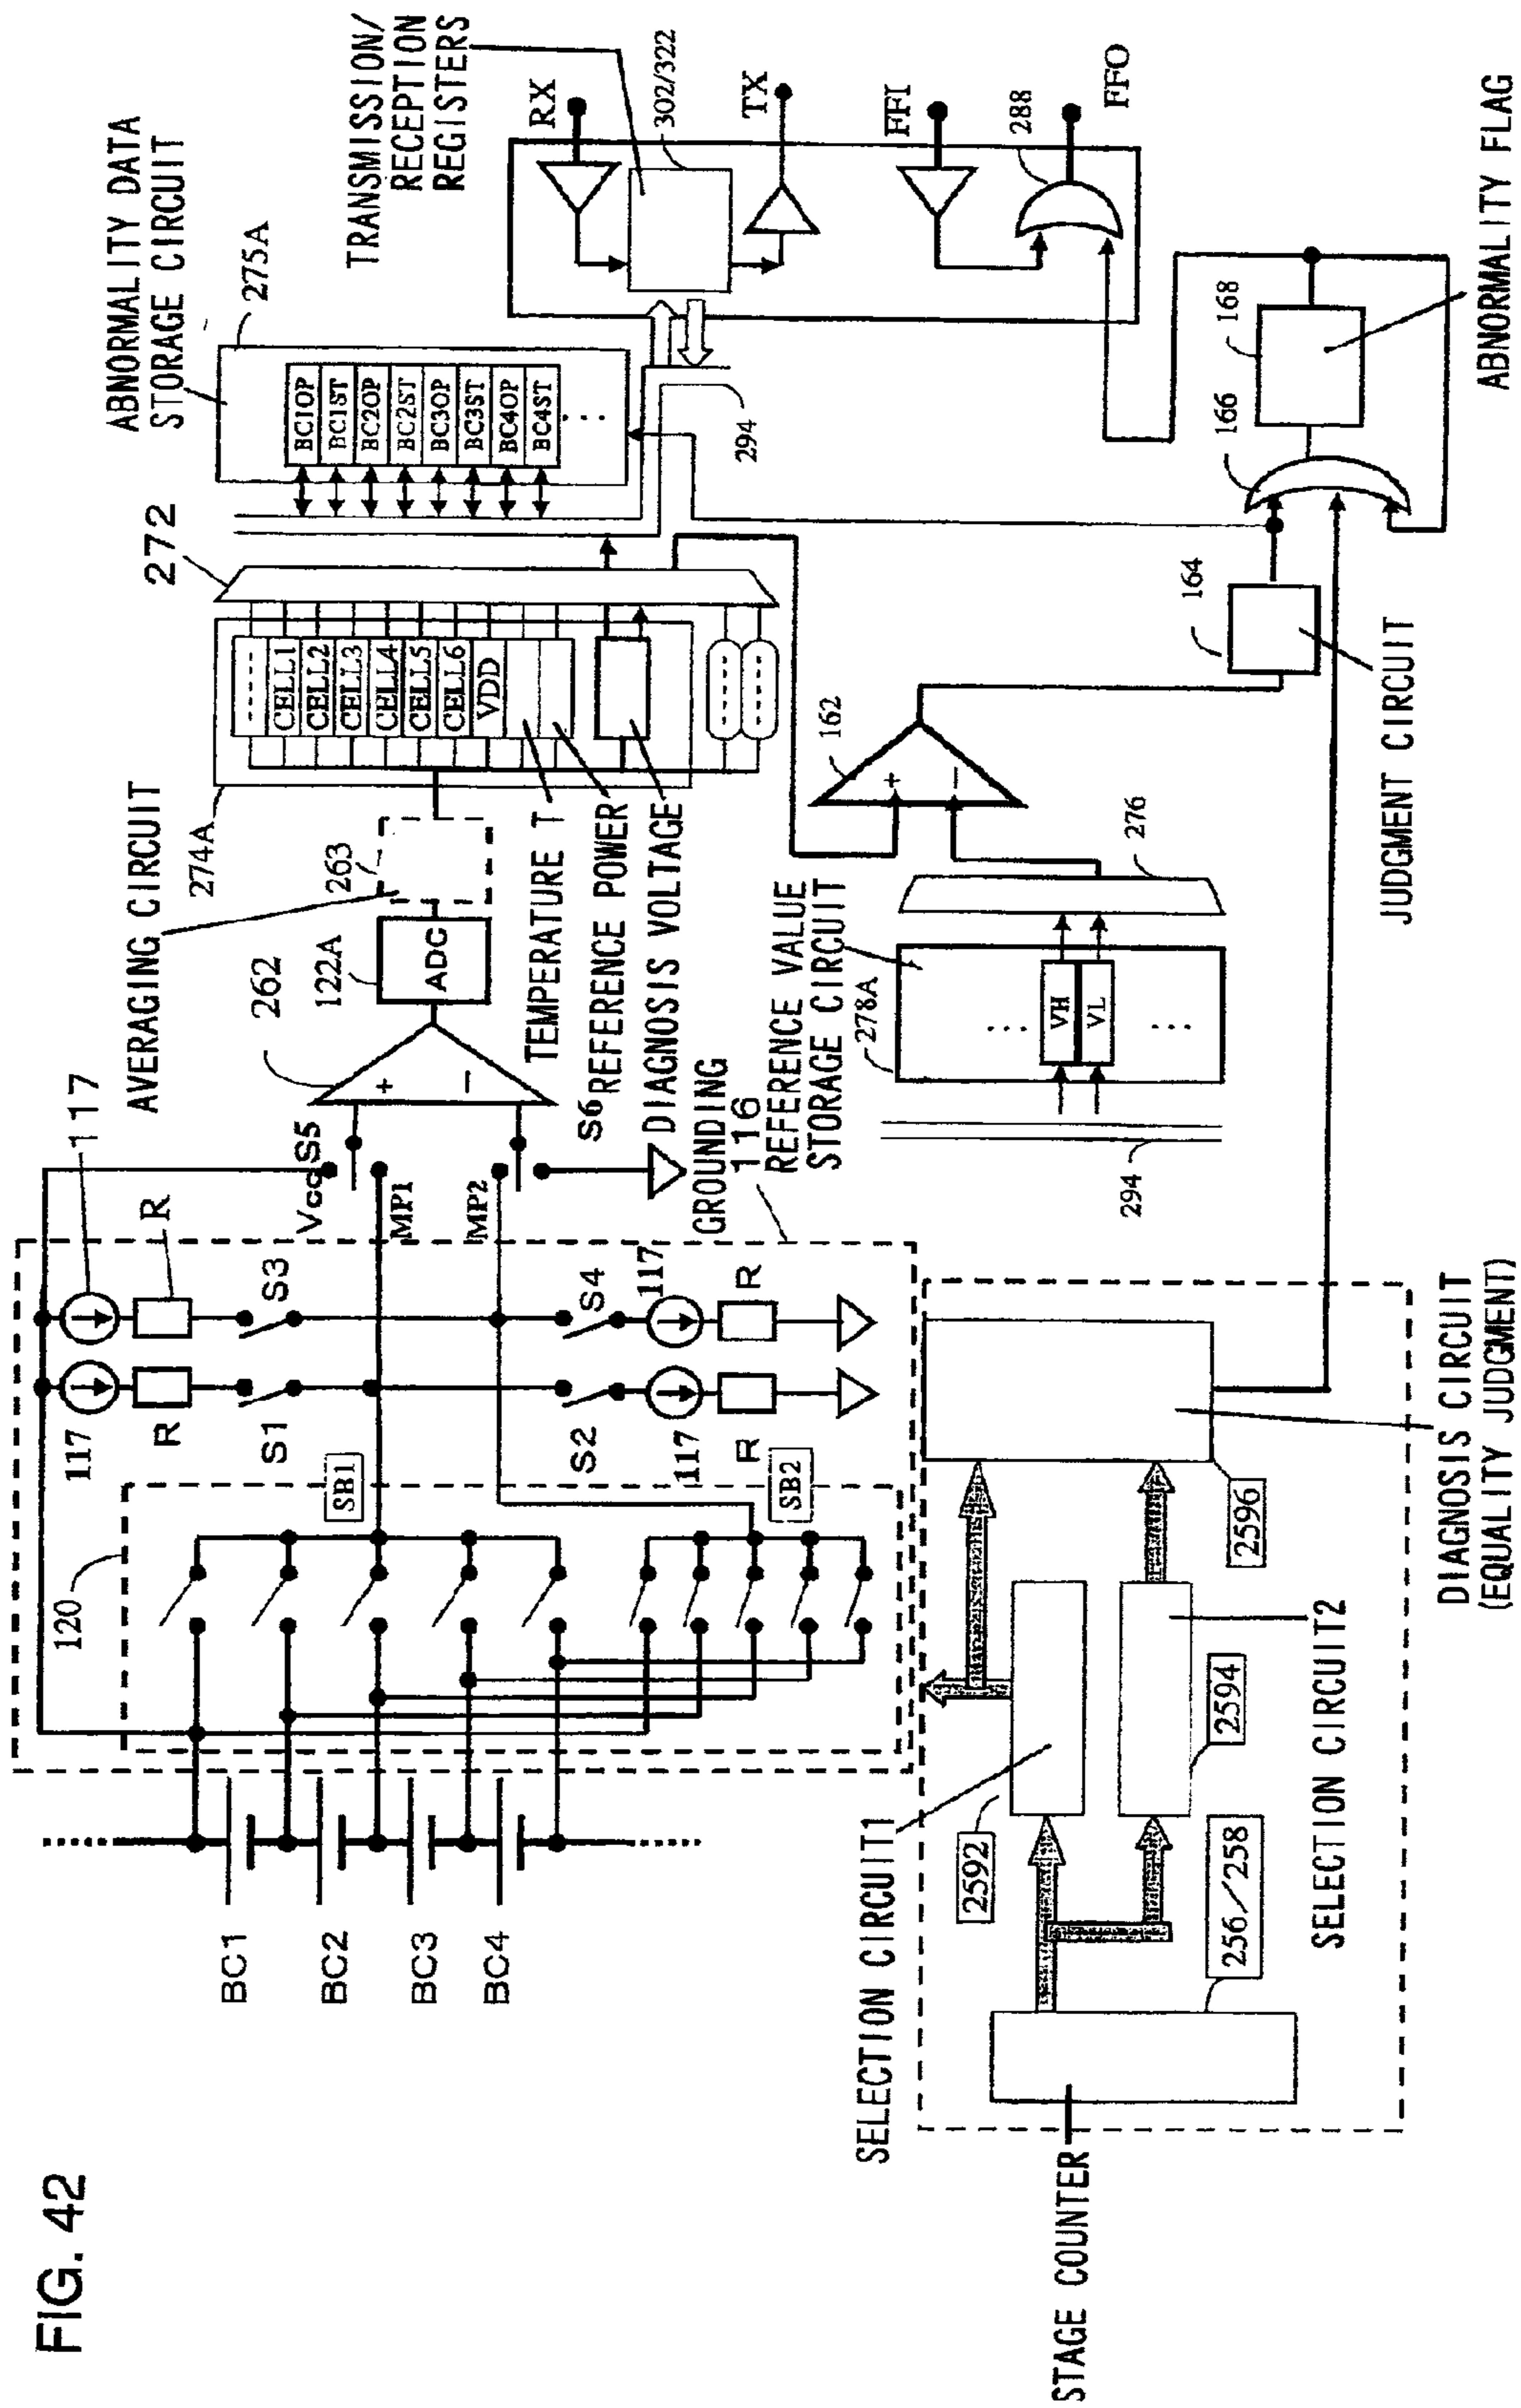 FIG. 42
ABNORMALITY DATA
STORAGE CIRCUIT
275A
TRANSMISSION/
RECEPTION
REGISTERS
302/322
RX
TX
FFI
288
FFO
BC1OP
BC1ST
BC2OP
BC2ST
BC3OP
BC3ST
BC4OP
BC4ST
...
294
272
274A
-----
CELL1
CELL2
CELL3
CELL4
CELL5
CELL6
VDD
-----
-----
AVERAGING CIRCUIT
263
122A
ADC
262
+
−
TEMPERATURE T
REFERENCE POWER
DIAGNOSIS VOLTAGE
Vcc
S5
MP1
MP2
S6
GROUNDING
116
117
R
117
R
S3
S1
S4
S2
117
R
117
R
120
SB1
SB2
BC1
BC2
BC3
BC4
REFERENCE VALUE
STORAGE CIRCUIT
278A
...
VH
VL
...
294
276
162
+
−
164
JUDGMENT CIRCUIT
166
168
ABNORMALITY FLAG
STAGE COUNTER
256/258
SELECTION CIRCUIT1
2592
SELECTION CIRCUIT2
2594
2596
DIAGNOSIS CIRCUIT
(EQUALITY JUDGMENT)